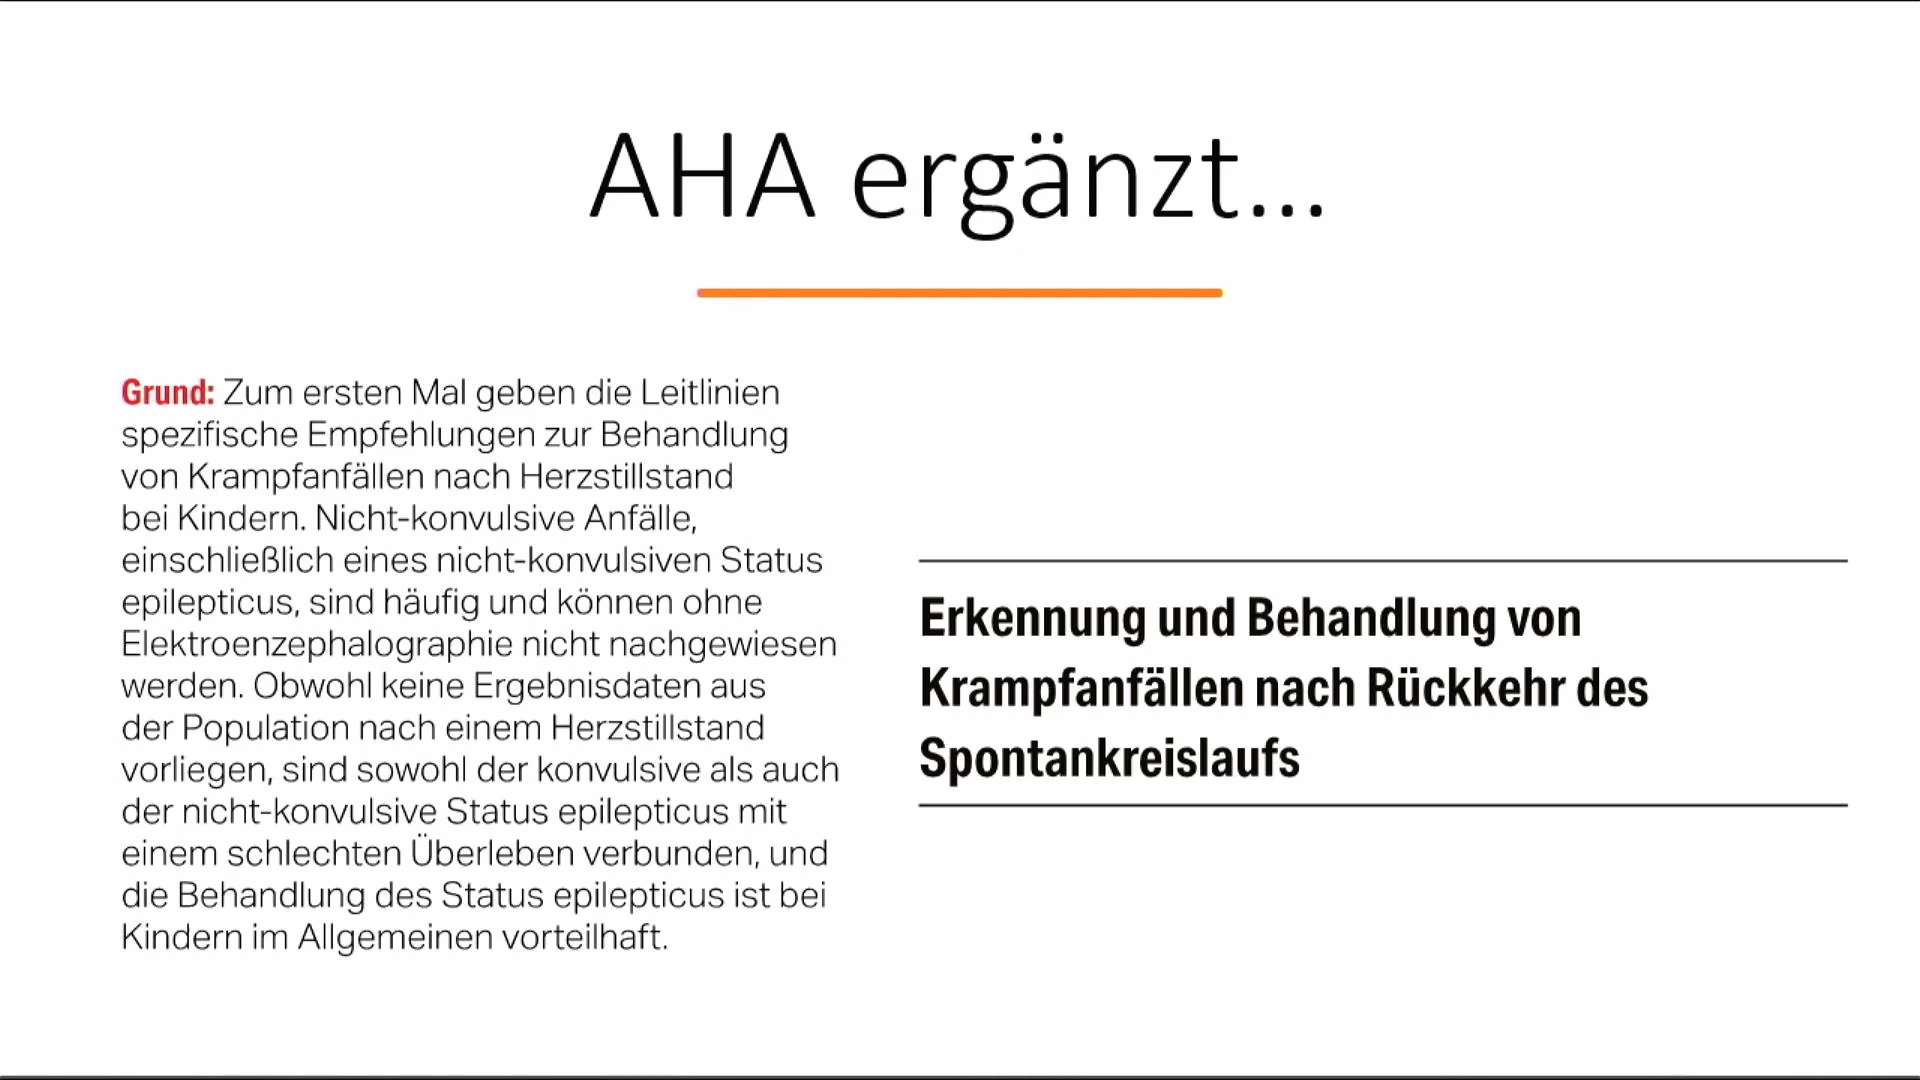 AHA ergänzt...
Grund: Zum ersten Mal geben die Leitlinien
spezifische Empfehlungen zur Behandlung
von Krampfanfällen nach Herzstillstand
bei Kindern. Nicht-konvulsive Anfälle,
einschließlich eines nicht-konvulsiven Status
epilepticus, sind häufig und können ohne
Elektroenzephalographie nicht nachgewiesen
werden. Obwohl keine Ergebnisdaten aus
der Population nach einem Herzstillstand
vorliegen, sind sowohl der konvulsive als auch
der nicht-konvulsive Status epilepticus mit
einem schlechten Überleben verbunden, und
die Behandlung des Status epilepticus ist bei
Kindern im Allgemeinen vorteilhaft.
Erkennung und Behandlung von
Krampfanfällen nach Rückkehr des
Spontankreislaufs